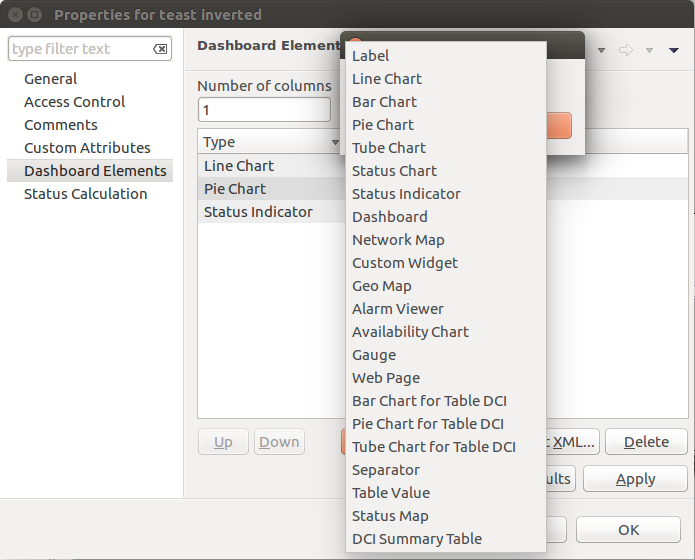 Properties for teast inverted
type filter text
General
Access Control
Comments
Custom Attributes
Dashboard Elements
Status Calculation
Dashboard Element
Number of columns
1
Type
Line Chart
Pie Chart
Status Indicator
Label
Line Chart
Bar Chart
Pie Chart
Tube Chart
Status Chart
Status Indicator
Dashboard
Network Map
Custom Widget
Geo Map
Alarm Viewer
Availability Chart
Gauge
Web Page
Bar Chart for Table DCI
Pie Chart for Table DCI
Tube Chart for Table DCI
Separator
Table Value
Status Map
DCI Summary Table
Up Down XML... Delete
ults Apply
OK